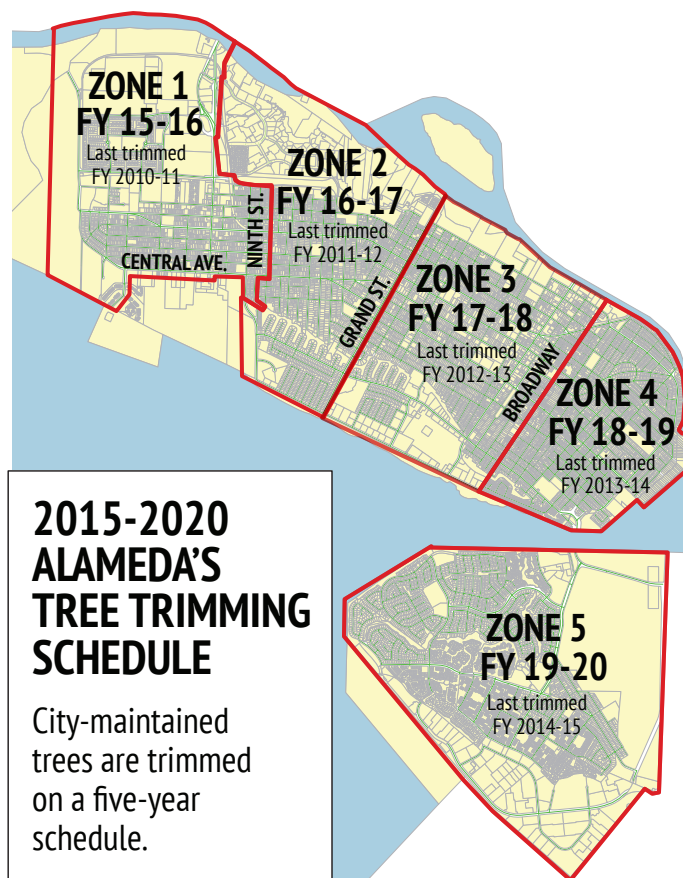 ZONE 1
FY 15-16
Last trimmed
FY 2010-11
CENTRAL AVE.
NINTH ST.
ZONE 2
FY 16-17
Last trimmed
FY 2011-12
GRAND ST.
ZONE 3
FY 17-18
Last trimmed
FY 2012-13
BROADWAY
ZONE 4
FY 18-19
Last trimmed
FY 2013-14
2015-2020
ALAMEDA'S
TREE TRIMMING
SCHEDULE
City-maintained
trees are trimmed
on a five-year
schedule.
ZONE 5
FY 19-20
Last trimmed
FY 2014-15